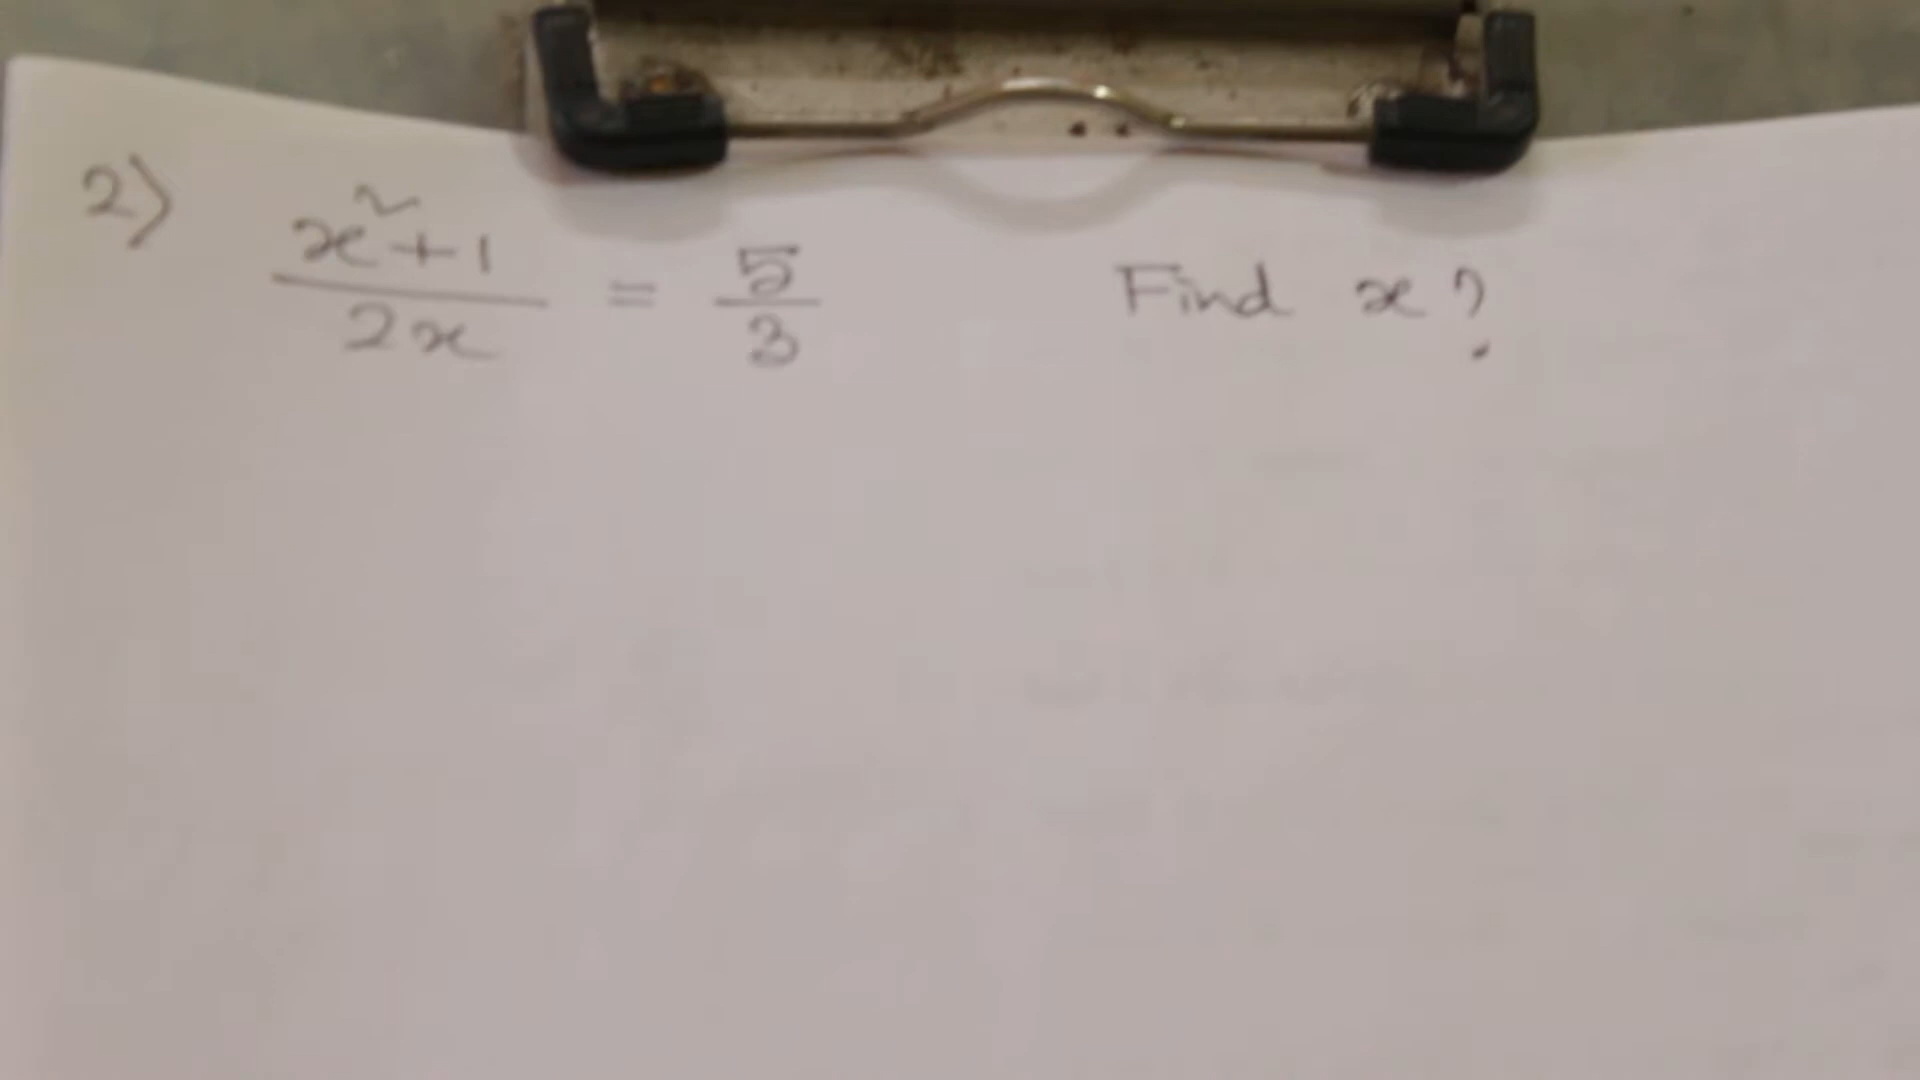 2) x²+1/2x = 5/3 Find x?